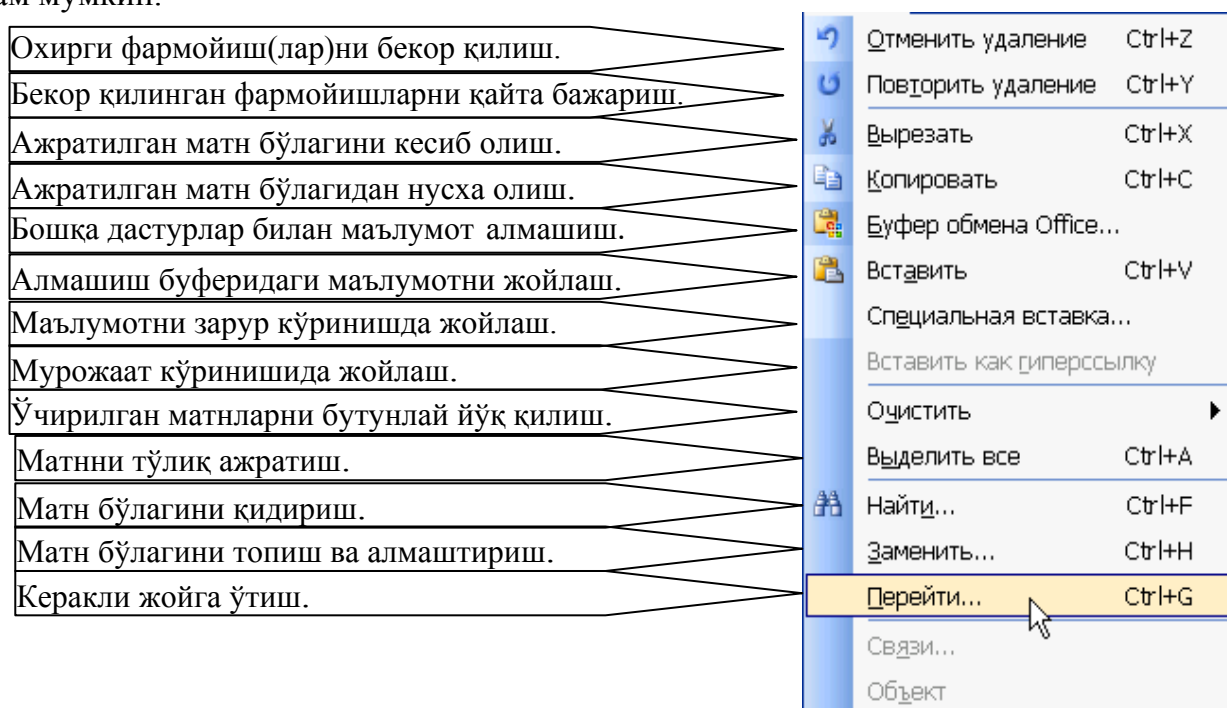 ам мумкин.
Охирги фармойиш(лар)ни бекор қилиш.
Отменить удаление Ctrl+Z
Бекор қилинган фармойишларни қайта бажариш.
Повторить удаление Ctrl+Y
Ажратилган матн бўлагини кесиб олиш.
Вырезать Ctrl+X
Ажратилган матн бўлагидан нусха олиш.
Копировать Ctrl+C
Бошқа дастурлар билан маълумот алмашиш.
Буфер обмена Office...
Алмашиш буферидаги маълумотни жойлаш.
Вставить Ctrl+V
Маълумотни зарур кўринишда жойлаш.
Специальная вставка...
Мурожаат кўринишида жойлаш.
Вставить как гиперссылку
Ўчирилган матнларни бутунлай йўқ қилиш.
Очистить
Матнни тўлиқ ажратиш.
Выделить все Ctrl+A
Матн бўлагини қидириш.
Найти... Ctrl+F
Матн бўлагини топиш ва алмаштириш.
Заменить... Ctrl+H
Керакли жойга ўтиш.
Перейти... Ctrl+G
Связи...
Объект